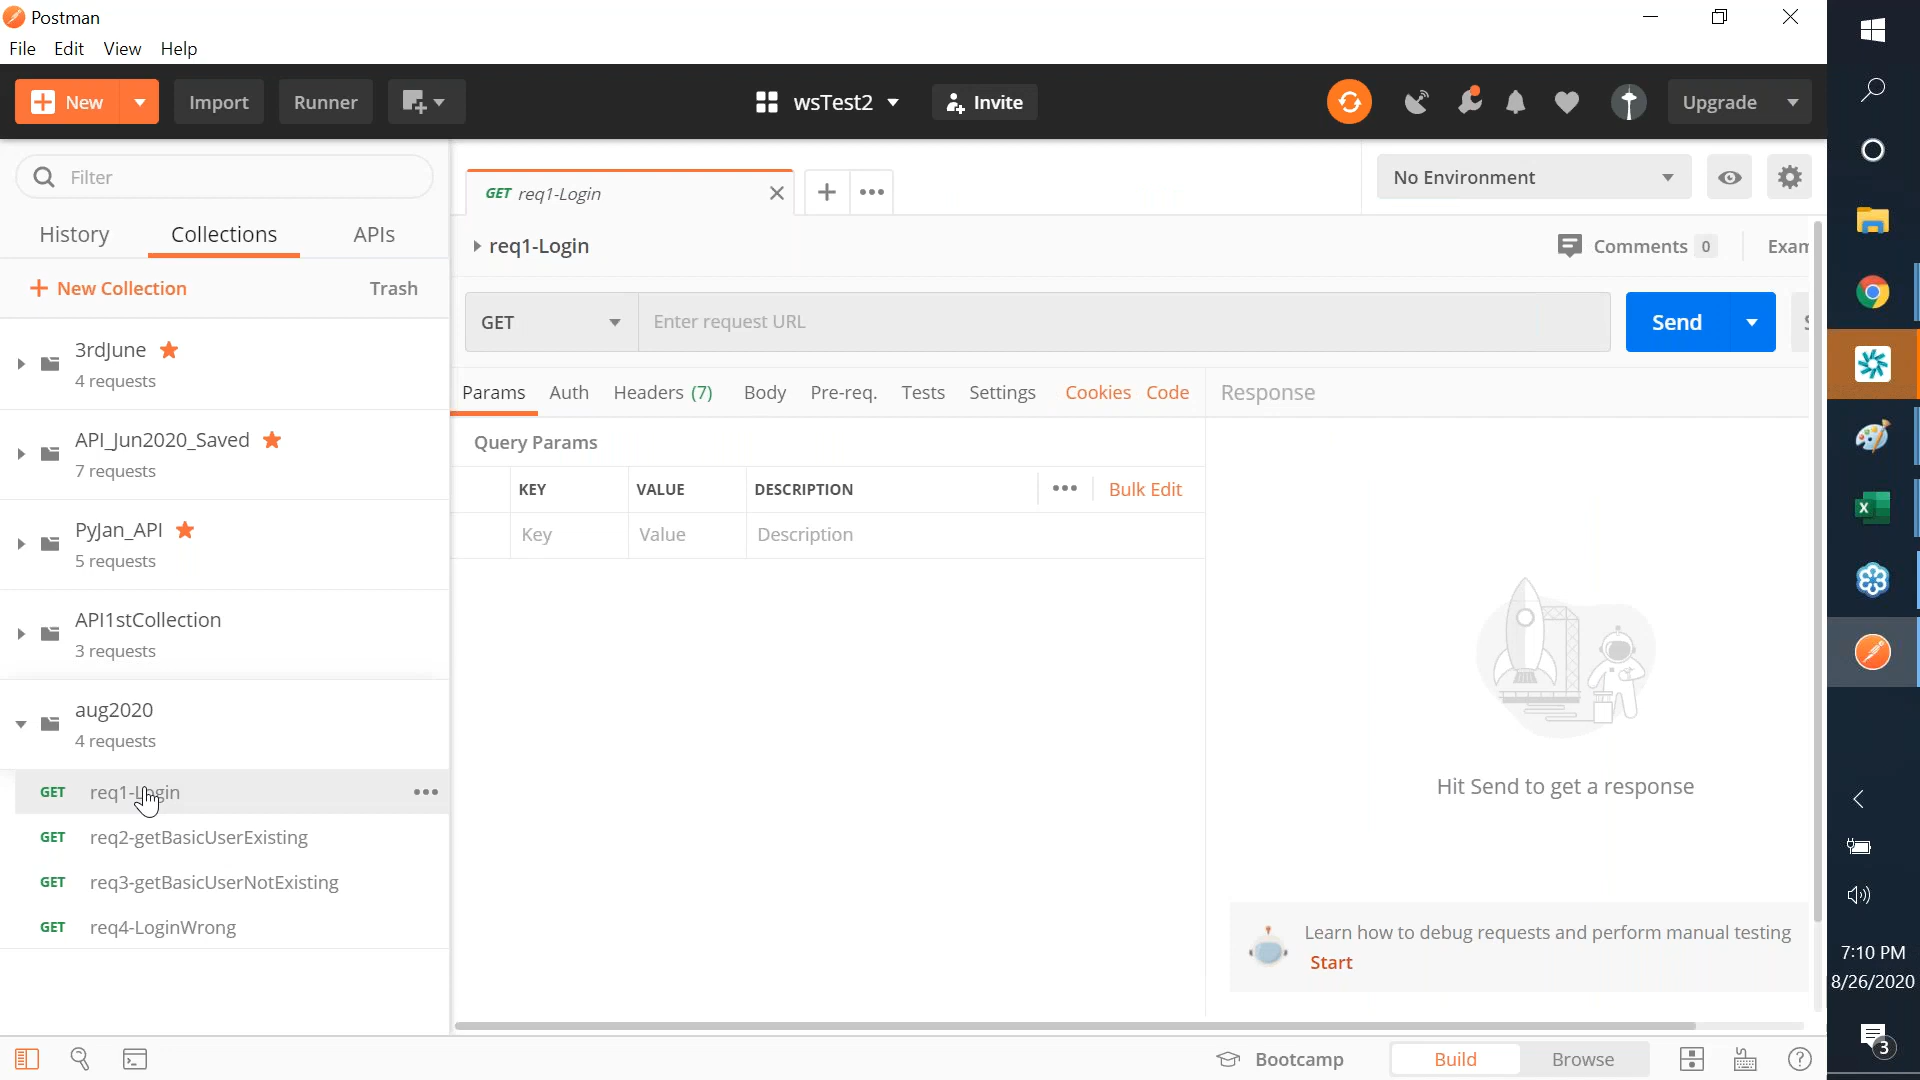 Postman
File Edit View Help
New Import Runner wsTest2 Invite Upgrade
Filter
History Collections APIs
New Collection Trash
3rdJune
4 requests
API_Jun2020_Saved
7 requests
PyJan_API
5 requests
API1stCollection
3 requests
aug2020
4 requests
GET req1-Login
GET req2-getBasicUserExisting
GET req3-getBasicUserNotExisting
GET req4-LoginWrong
GET req1-Login
No Environment
req1-Login
Comments 0 Exam
GET Enter request URL Send
Params Auth Headers (7) Body Pre-req. Tests Settings Cookies Code Response
Query Params
KEY VALUE DESCRIPTION Bulk Edit
Key Value Description
Hit Send to get a response
Learn how to debug requests and perform manual testing
Start
Bootcamp Build Browse
7:10 PM
8/26/2020
3